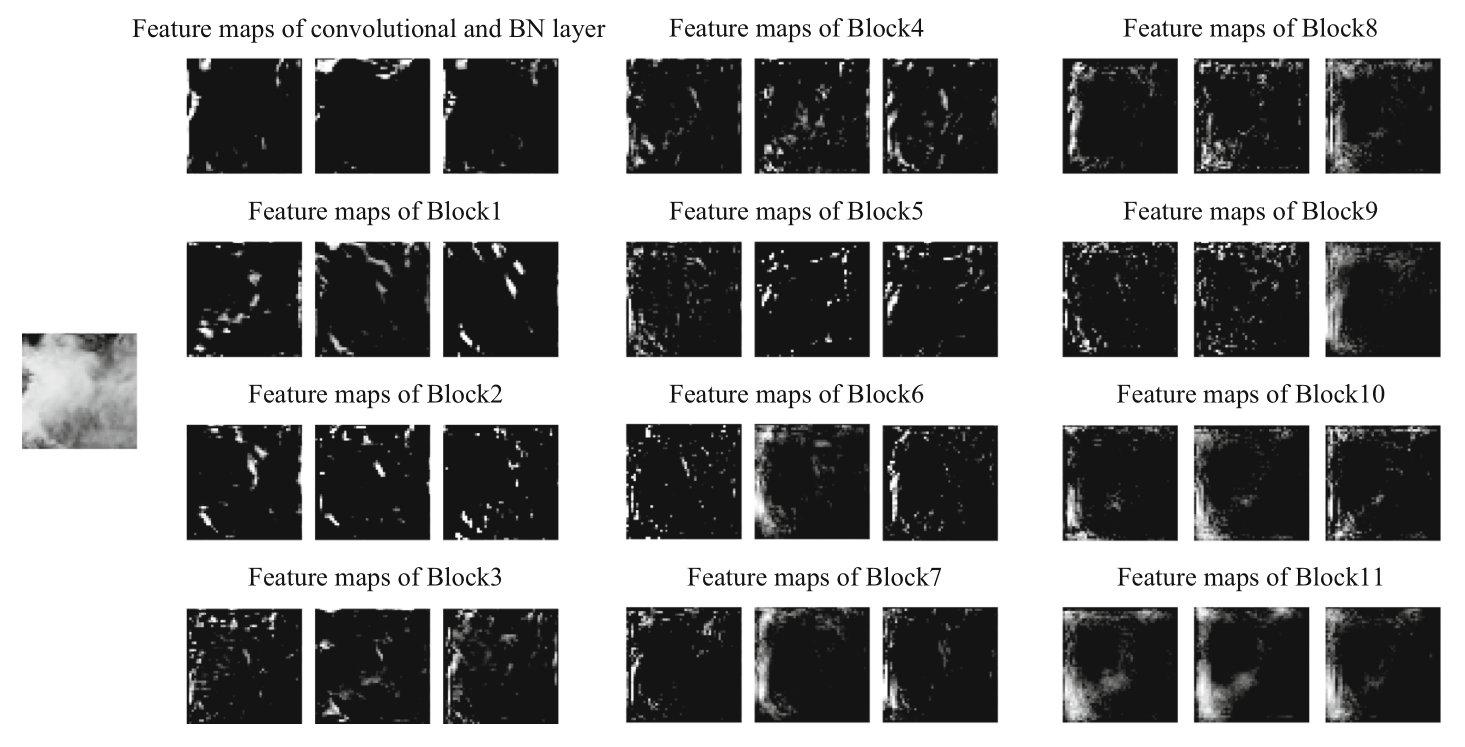 Feature maps of convolutional and BN layer
Feature maps of Block4
Feature maps of Block8
Feature maps of Block1
Feature maps of Block5
Feature maps of Block9
Feature maps of Block2
Feature maps of Block6
Feature maps of Block10
Feature maps of Block3
Feature maps of Block7
Feature maps of Block11